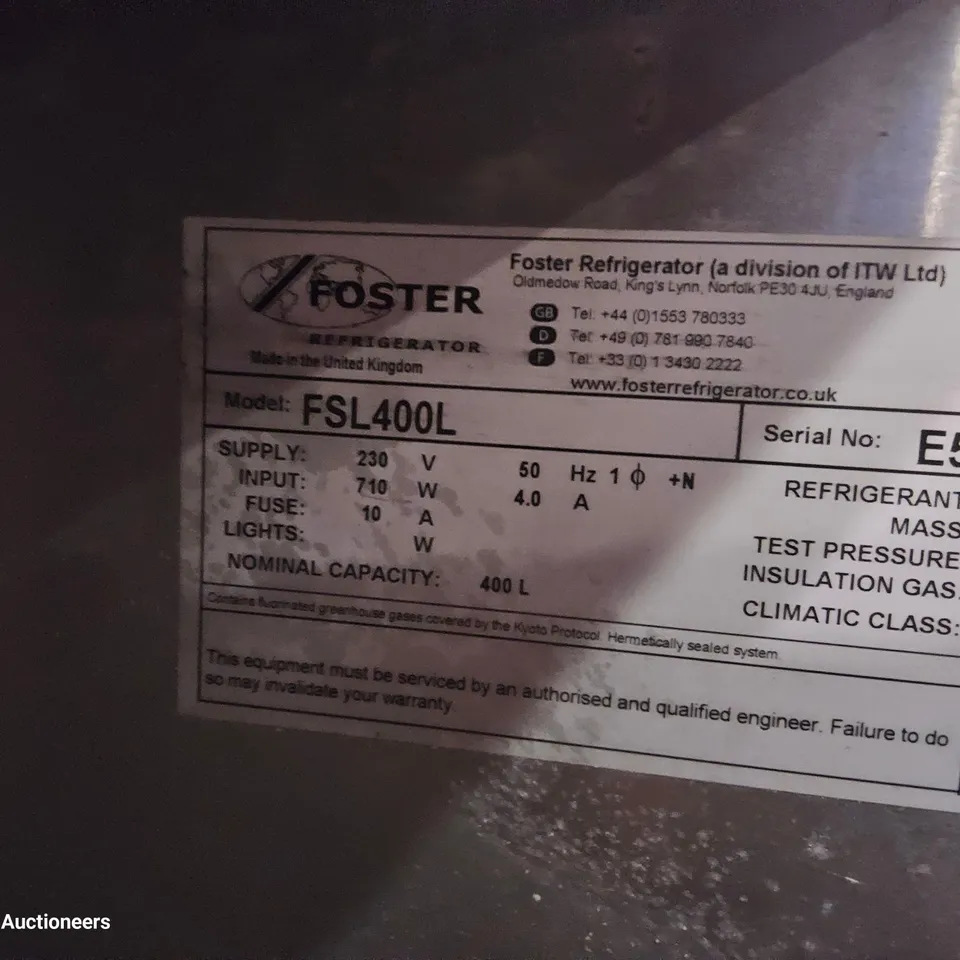 FOSTER
REFRIGERATOR
Made in the United Kingdom
Foster Refrigerator (a division of ITW Ltd)
Oldmedow Road, King's Lynn, Norfolk PE30 4JU, England
GB Tel: +44 (0)1553 780333
D Tel: +49 (0) 781 990 7840
F Tel: +33 (0) 1 3430 2222
www.fosterrefrigerator.co.uk
Model: FSL400L
Serial No: E5
SUPPLY: 230 V 50 Hz 1 ϕ +N
INPUT: 710 W 4.0 A
FUSE: 10 A
LIGHTS: W
NOMINAL CAPACITY: 400 L
REFRIGERANT
MASS
TEST PRESSURE
INSULATION GAS:
CLIMATIC CLASS:
Contains fluorinated greenhouse gases covered by the Kyoto Protocol. Hermetically sealed system.
This equipment must be serviced by an authorised and qualified engineer. Failure to do
so may invalidate your warranty.
Auctioneers